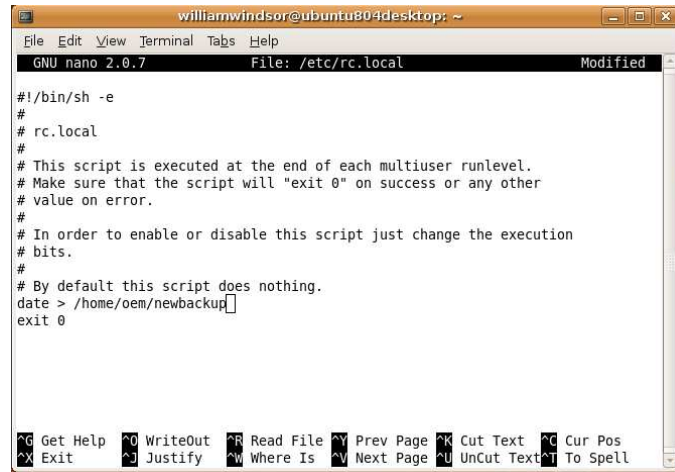 williamwindsor@ubuntu804desktop: ~
File Edit View Terminal Tabs Help
GNU nano 2.0.7 File: /etc/rc.local Modified
#!/bin/sh -e
#
# rc.local
#
# This script is executed at the end of each multiuser runlevel.
# Make sure that the script will "exit 0" on success or any other
# value on error.
#
# In order to enable or disable this script just change the execution
# bits.
#
# By default this script does nothing.
date > /home/oem/newbackup
exit 0
^G Get Help ^O WriteOut ^R Read File ^Y Prev Page ^K Cut Text ^C Cur Pos
^X Exit ^J Justify ^W Where Is ^V Next Page ^U UnCut Text ^T To Spell